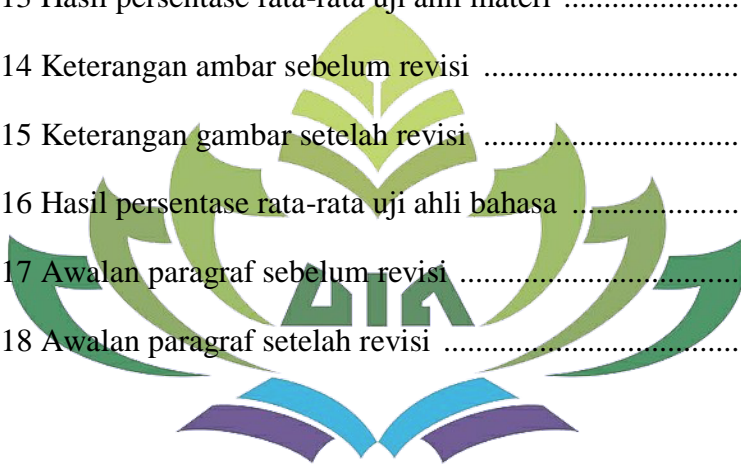 13 Hasil persentase rata-rata uji ahli materi ......................
14 Keterangan ambar sebelum revisi ...................................
15 Keterangan gambar setelah revisi ...................................
16 Hasil persentase rata-rata uji ahli bahasa ......................
17 Awalan paragraf sebelum revisi ......................................
18 Awalan paragraf setelah revisi ........................................
UIN